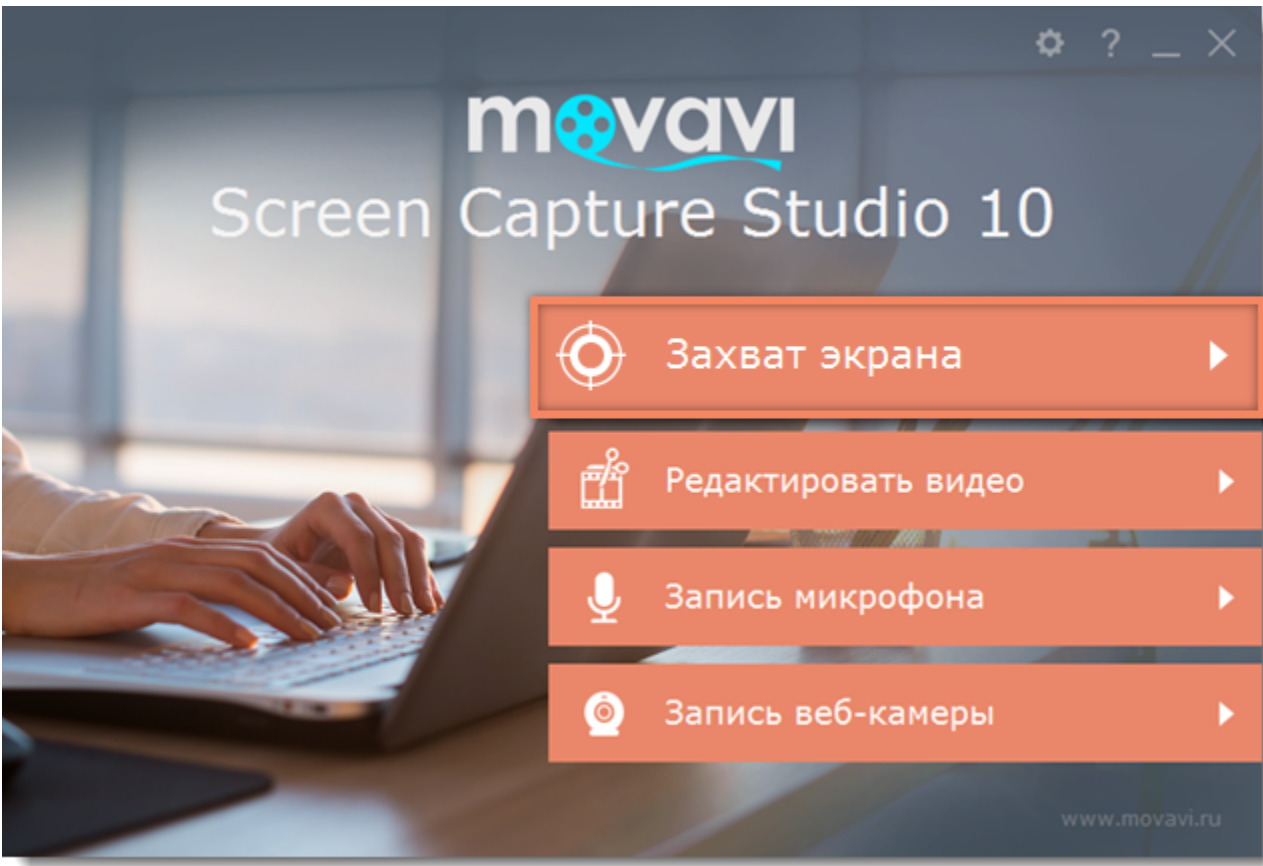 ?
movavi
Screen Capture Studio 10
Захват экрана
Редактировать видео
Запись микрофона
Запись веб-камеры
www.movavi.ru